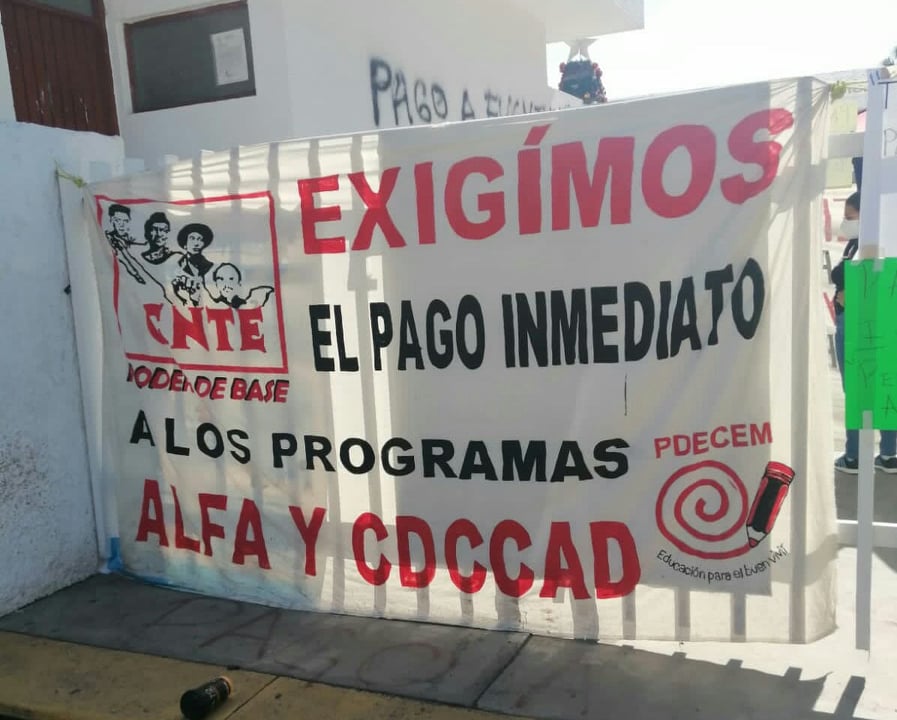 PAGO A
EXIGÍMOS
EL PAGO INMEDIATO
CNTE
PODER DE BASE
A LOS PROGRAMAS
ALFA Y CDCCAD
PDECEM
Educación para el buen vivir
PAGO